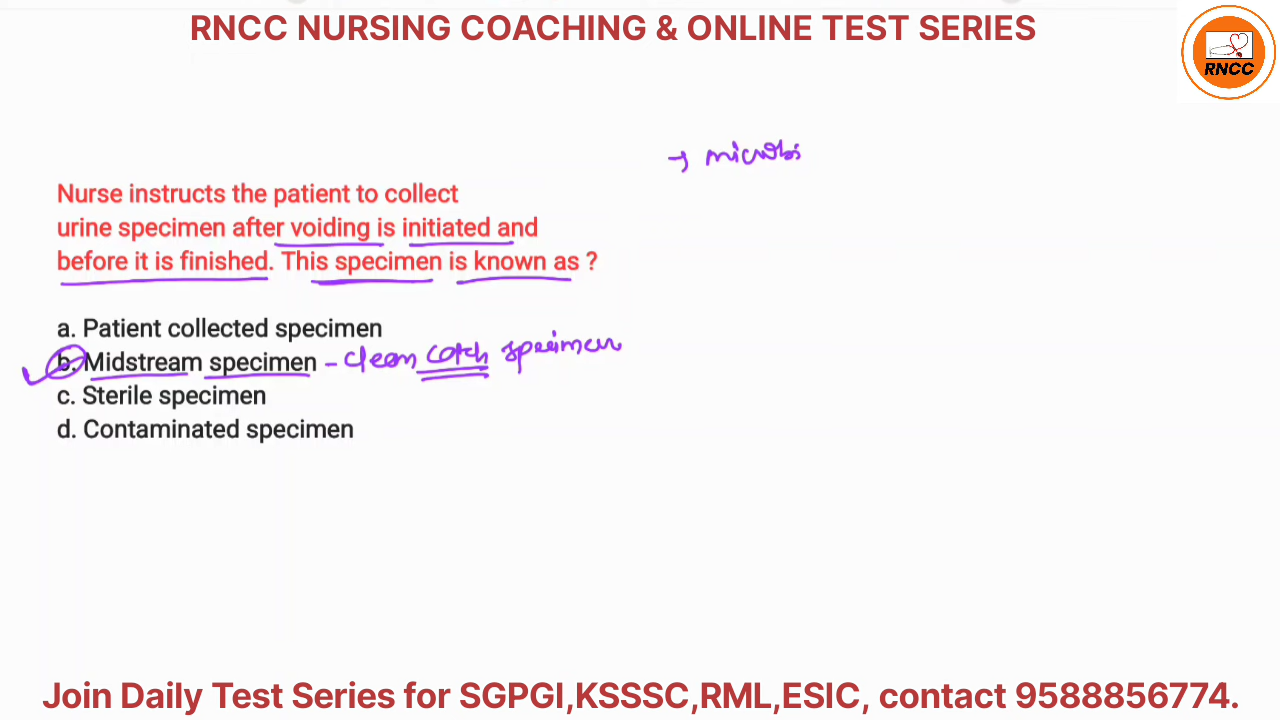 RNCC NURSING COACHING & ONLINE TEST SERIES
RNCC
→ microbi
Nurse instructs the patient to collect
urine specimen after voiding is initiated and
before it is finished. This specimen is known as ?
a. Patient collected specimen
b. Midstream specimen - clean catch specimen
c. Sterile specimen
d. Contaminated specimen
Join Daily Test Series for SGPGI,KSSSC,RML,ESIC, contact 9588856774.